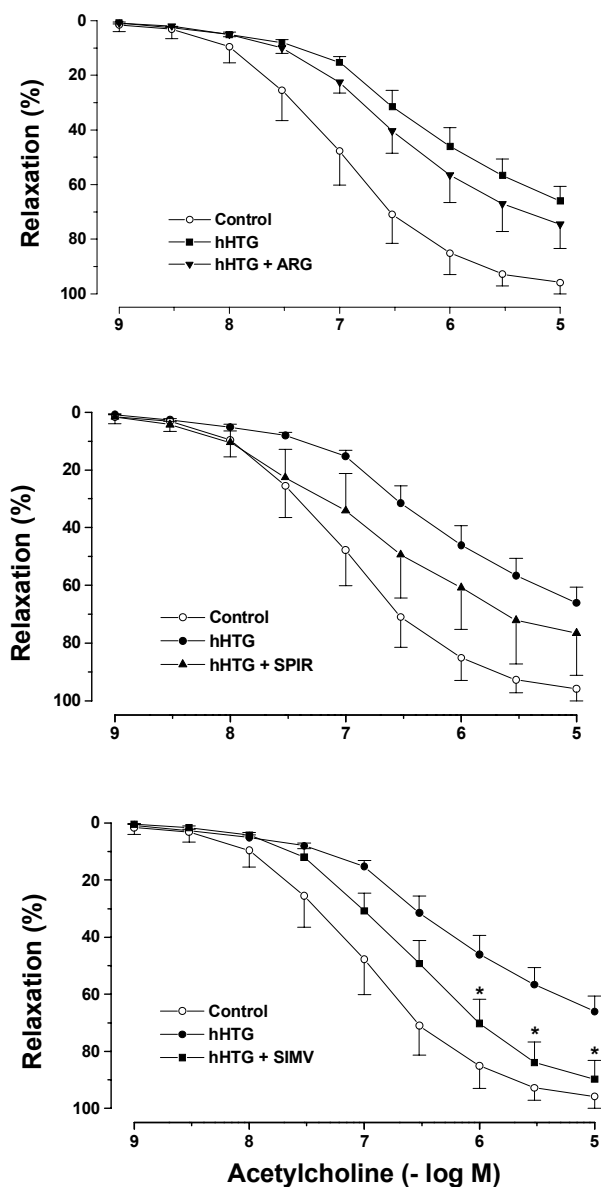 0
20
40
60
80
100
Relaxation (%)
Control
hHTG
hHTG + ARG
9 8 7 6 5
0
20
40
60
80
100
Relaxation (%)
Control
hHTG
hHTG + SPIR
9 8 7 6 5
0
20
40
60
80
100
Relaxation (%)
Control
hHTG
hHTG + SIMV
* * *
9 8 7 6 5
Acetylcholine (- log M)